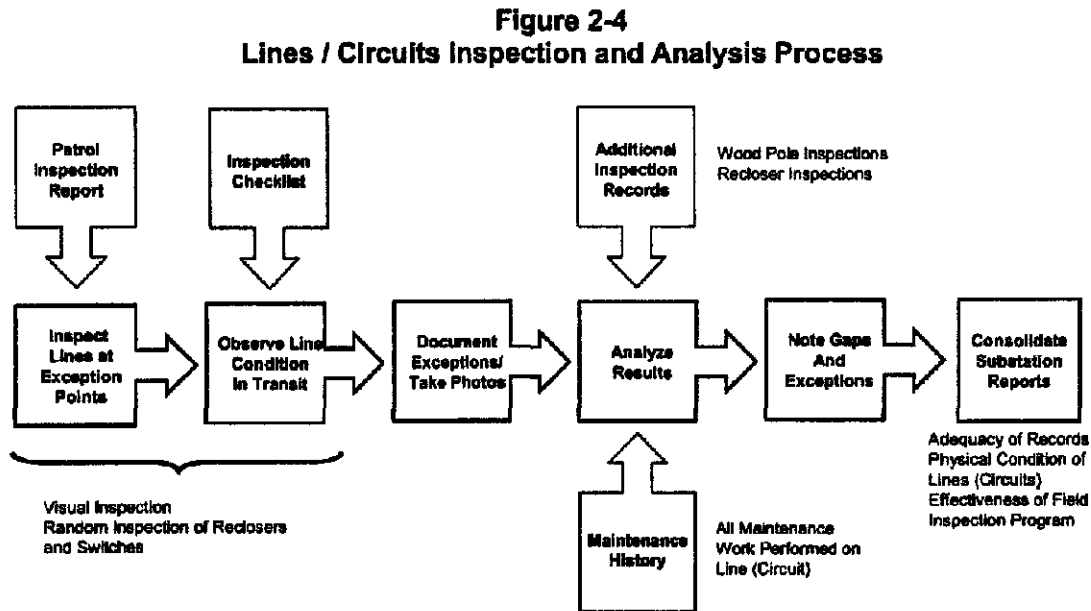 Figure 2-4
Lines / Circuits Inspection and Analysis Process
Patrol
Inspection
Report
Inspection
Checklist
Additional
Inspection
Records
Wood Pole Inspections
Recloser Inspections
Inspect
Lines at
Exception
Points
Observe Line
Condition
In Transit
Document
Exceptions/
Take Photos
Analyze
Results
Note Gaps
And
Exceptions
Consolidate
Substation
Reports
Visual Inspection
Random Inspection of Reclosers
and Switches
Maintenance
History
All Maintenance
Work Performed on
Line (Circuit)
Adequacy of Records
Physical Condition of
Lines (Circuits)
Effectiveness of Field
Inspection Program